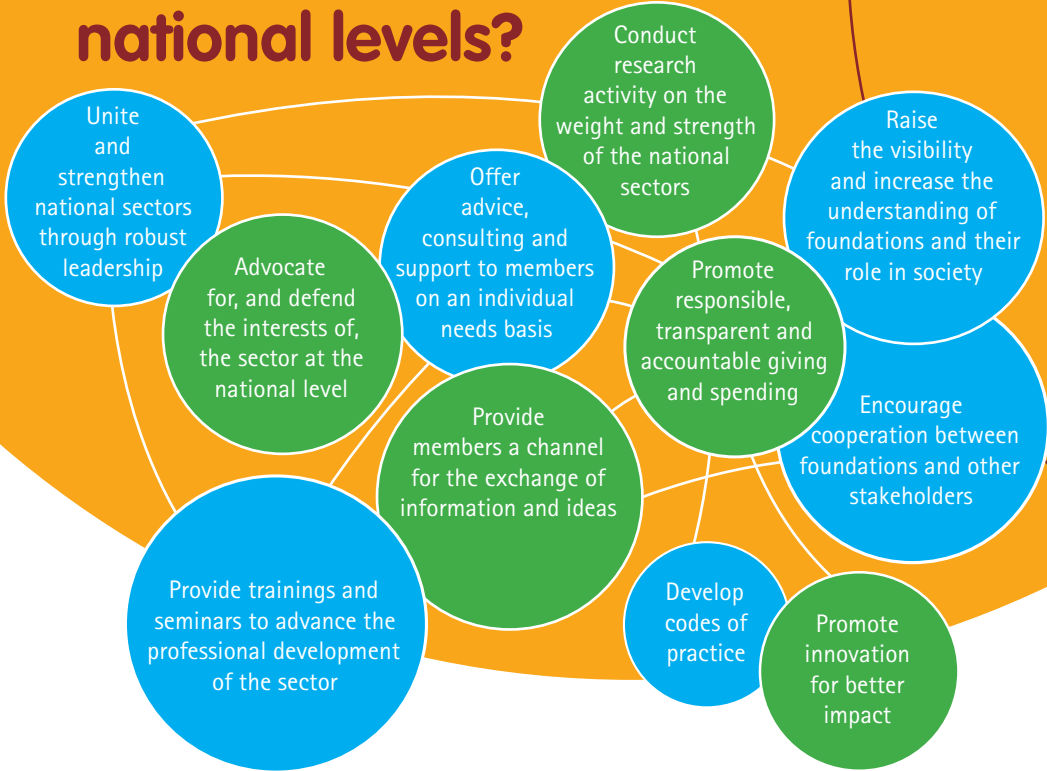 national levels?
Conduct
research
activity on the
weight and strength
of the national
sectors
Unite
and
strengthen
national sectors
through robust
leadership
Raise
the visibility
and increase the
understanding of
foundations and their
role in society
Offer
advice,
consulting and
support to members
on an individual
needs basis
Advocate
for, and defend
the interests of,
the sector at the
national level
Promote
responsible,
transparent and
accountable giving
and spending
Encourage
cooperation between
foundations and other
stakeholders
Provide
members a channel
for the exchange of
information and ideas
Provide trainings and
seminars to advance the
professional development
of the sector
Develop
codes of
practice
Promote
innovation
for better
impact